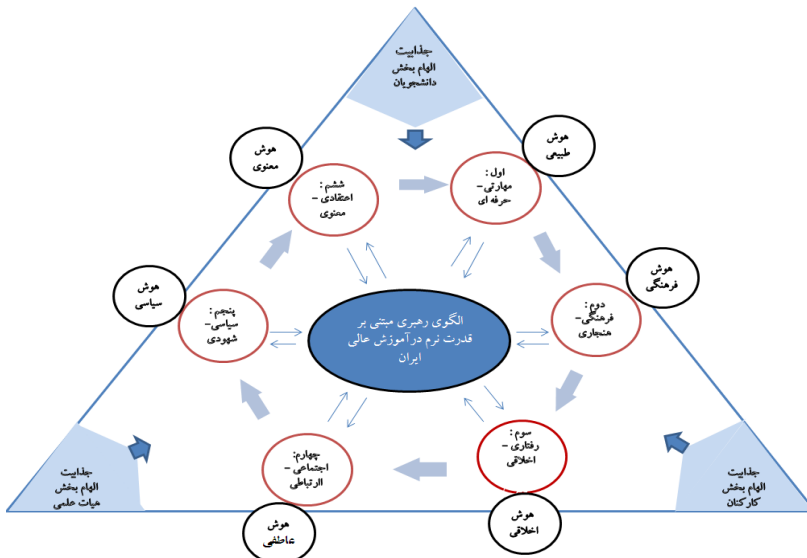 جذابیت
الهام بخش
دانشجویان
هوش
معنوی
هوش
طبیعی
ششم :
اعتقادی –
معنوی
اول :
مهارتی –
حرفه ای
هوش
سیاسی
هوش
فرهنگی
پنجم :
سیاسی–
شهودی
الگوی رهبری مبتنی بر
قدرت نرم درآموزش عالی
ایران
دوم :
فرهنگی–
هنجاری
چهارم:
اجتماعی –
اارتباطی
سوم :
رفتاری –
اخلاقی
جذابیت
الهام بخش
هیات علمی
جذابیت
الهام بخش
کارکنان
هوش
عاطفی
هوش
اخلاقی